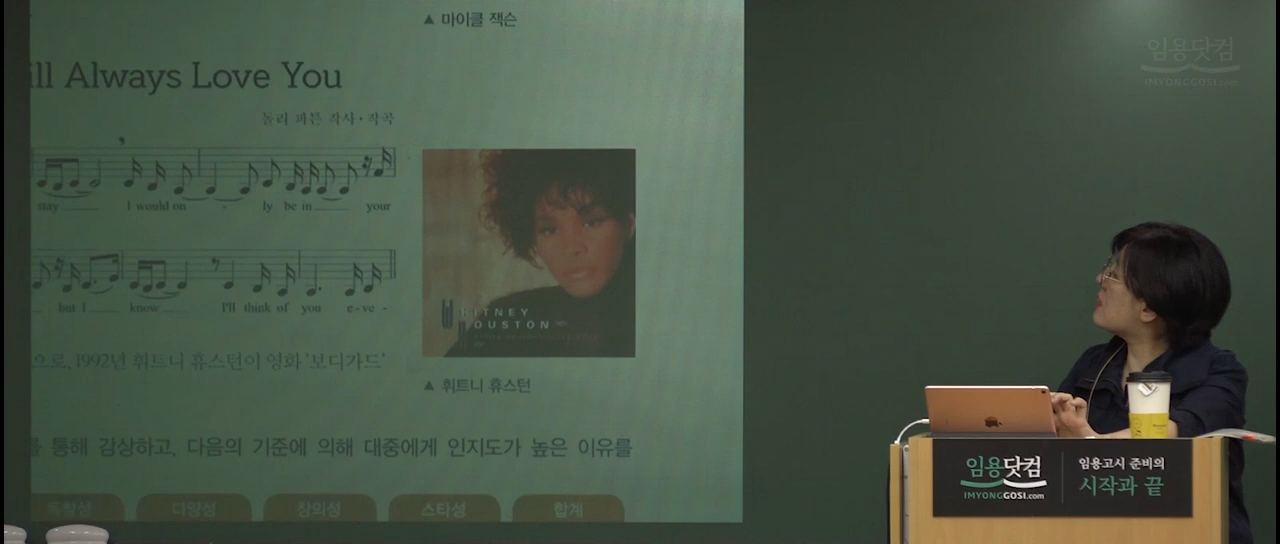 ▲ 마이클 잭슨
ill Always Love You
돌리 파튼 작사·작곡
stay I would on - ly be in your
but I know I'll think of you e-ve-
으로, 1992년 휘트니 휴스턴이 영화 '보디가드'
WHITNEY
HOUSTON
▲ 휘트니 휴스턴
를 통해 감상하고, 다음의 기준에 의해 대중에게 인지도가 높은 이유를
독창성 다양성 창의성 스타성 합계
임용닷컴
IMYONGGOSI.com
임용닷컴
IMYONGGOSI.com
임용고시 준비의
시작과 끝